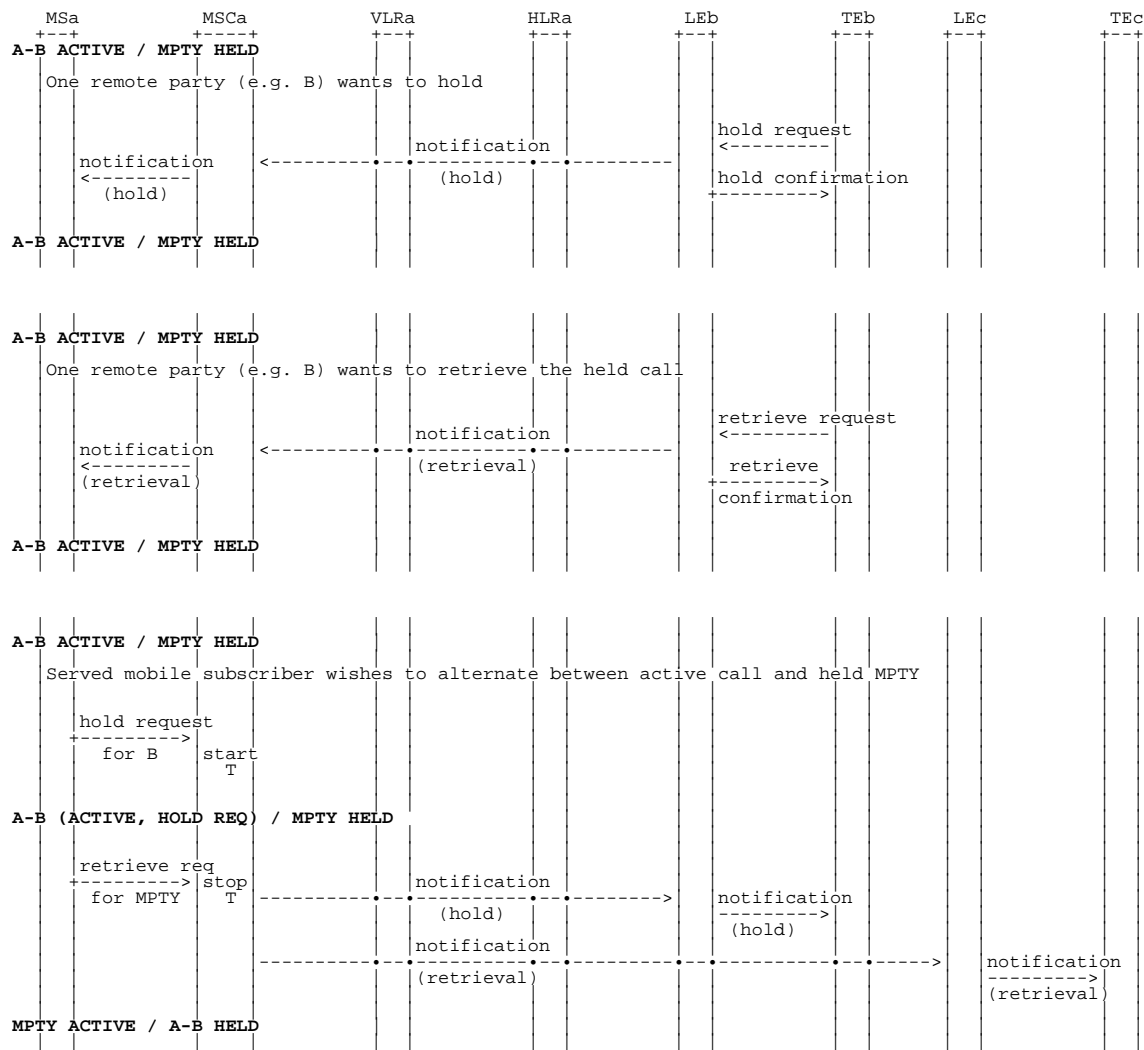 MSa MSCa VLRa HLRa LEb TEb LEc TEc
A-B ACTIVE / MPTY HELD
One remote party (e.g. B) wants to hold
hold request
notification
notification
(hold)
hold confirmation
(hold)
A-B ACTIVE / MPTY HELD
A-B ACTIVE / MPTY HELD
One remote party (e.g. B) wants to retrieve the held call
retrieve request
notification
notification
(retrieval) retrieve
(retrieval)
confirmation
A-B ACTIVE / MPTY HELD
A-B ACTIVE / MPTY HELD
Served mobile subscriber wishes to alternate between active call and held MPTY
hold request
for B start
T
A-B (ACTIVE, HOLD REQ) / MPTY HELD
retrieve req
stop notification
for MPTY T notification
(hold)
(hold)
notification
notification
(retrieval)
(retrieval)
MPTY ACTIVE / A-B HELD